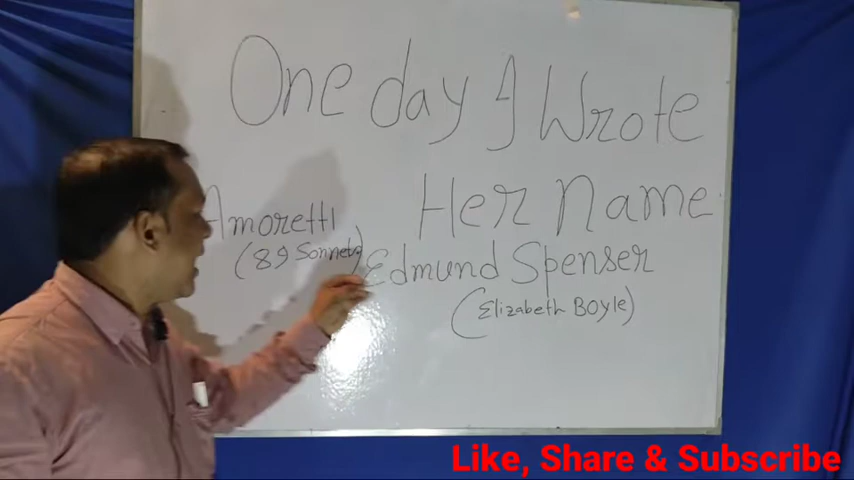 One day I Wrote
Her Name
Amoretti
(89 Sonnets)
Edmund Spenser
(Elizabeth Boyle)
Like, Share & Subscribe